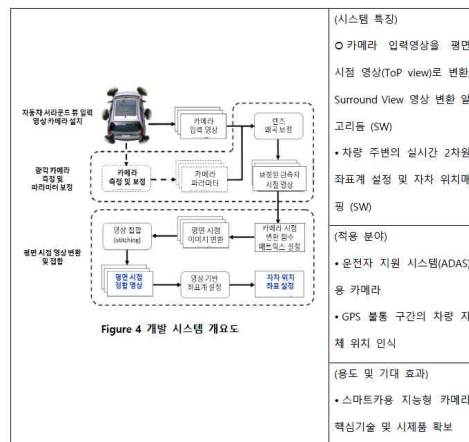 자동차 서라운드 뷰 입력
영상 카메라 설치
카메라
입력 영상
렌즈
왜곡 보정
광각 카메라
측정 및
파라미터 보정
카메라
측정 및 보정
카메라
파라미터
보정된 관측자
시점 영상
평면 시점 영상 변환
및 접합
영상 접합
(stitching)
평면 시점
이미지 변환
카메라 시점
변환 필수
매트릭스 설정
평면 시점
정합 영상
영상 기반
좌표계 설정
자차 위치
좌표 설정
Figure 4 개발 시스템 개요도
(시스템 특징)
O 카메라 입력영상을 평면
시점 영상(ToP view)로 변환,
Surround View 영상 변환 알
고리듬 (SW)
• 차량 주변의 실시간 2차원
좌표계 설정 및 자차 위치매
핑 (SW)
(적용 분야)
• 운전자 지원 시스템(ADAS)
용 카메라
• GPS 불통 구간의 차량 자
체 위치 인식
(용도 및 기대 효과)
• 스마트카용 지능형 카메라
핵심기술 및 시제품 확보